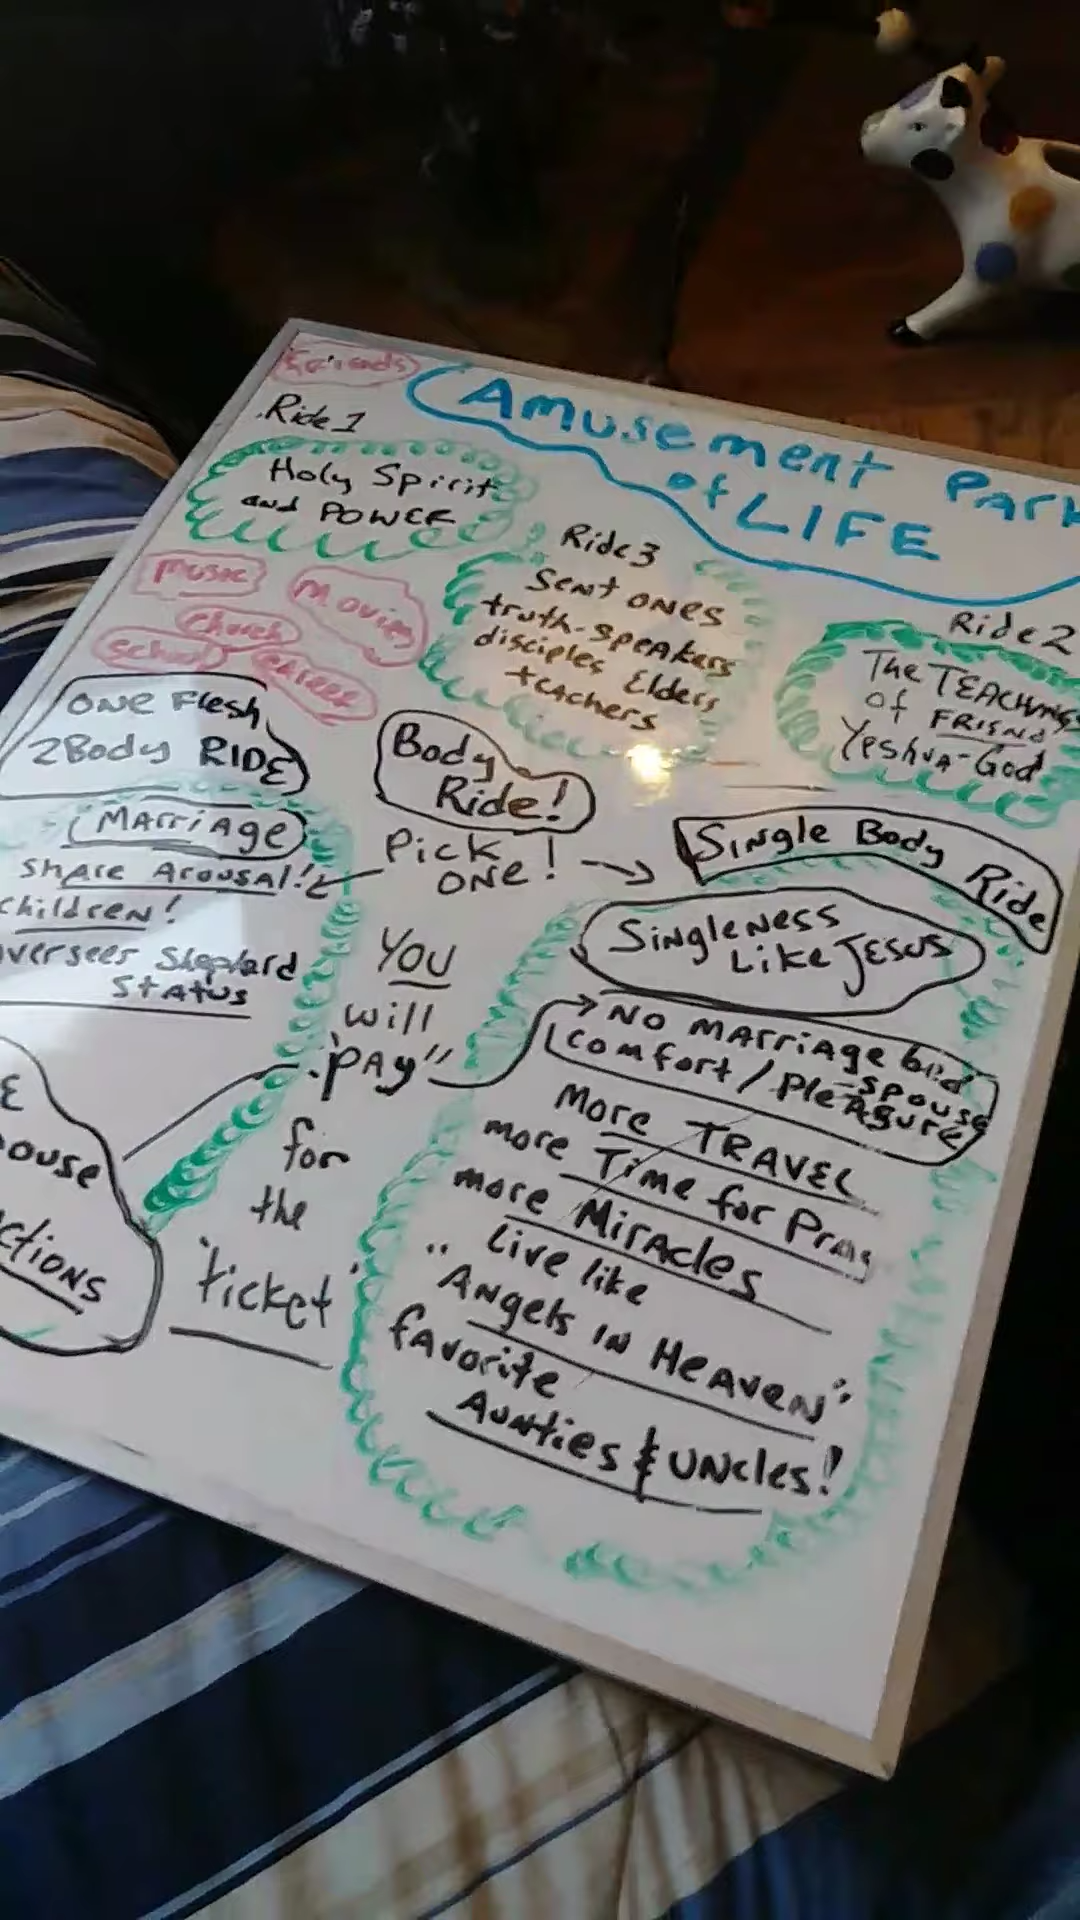 Friends
Amusement Park
of LIFE
Ride 1
Holy Spirit
and POWER
Ride 3
Sent ones
truth-speakers
disciples Elders
teachers
Ride 2
The TEACHINGS
of FRIEND
Yeshua-God
music
movies
church
school
career
ONE Flesh
2Body RIDE
Marriage
share Arousal!
children!
overseer Shepard
STATUS
Body
Ride!
Pick
ONE!
YOU
will
"pay"
for
the
'ticket'
E
ouse
ctions
Single Body Ride
Singleness
Like Jesus
NO marriage bed
-spouse
comfort/Pleasure
More TRAVEL
more Time for Pray
more Miracles
Live like
"Angels in Heaven"
favorite
Aunties & Uncles!